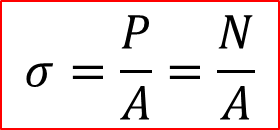 σ = P/A = N/A